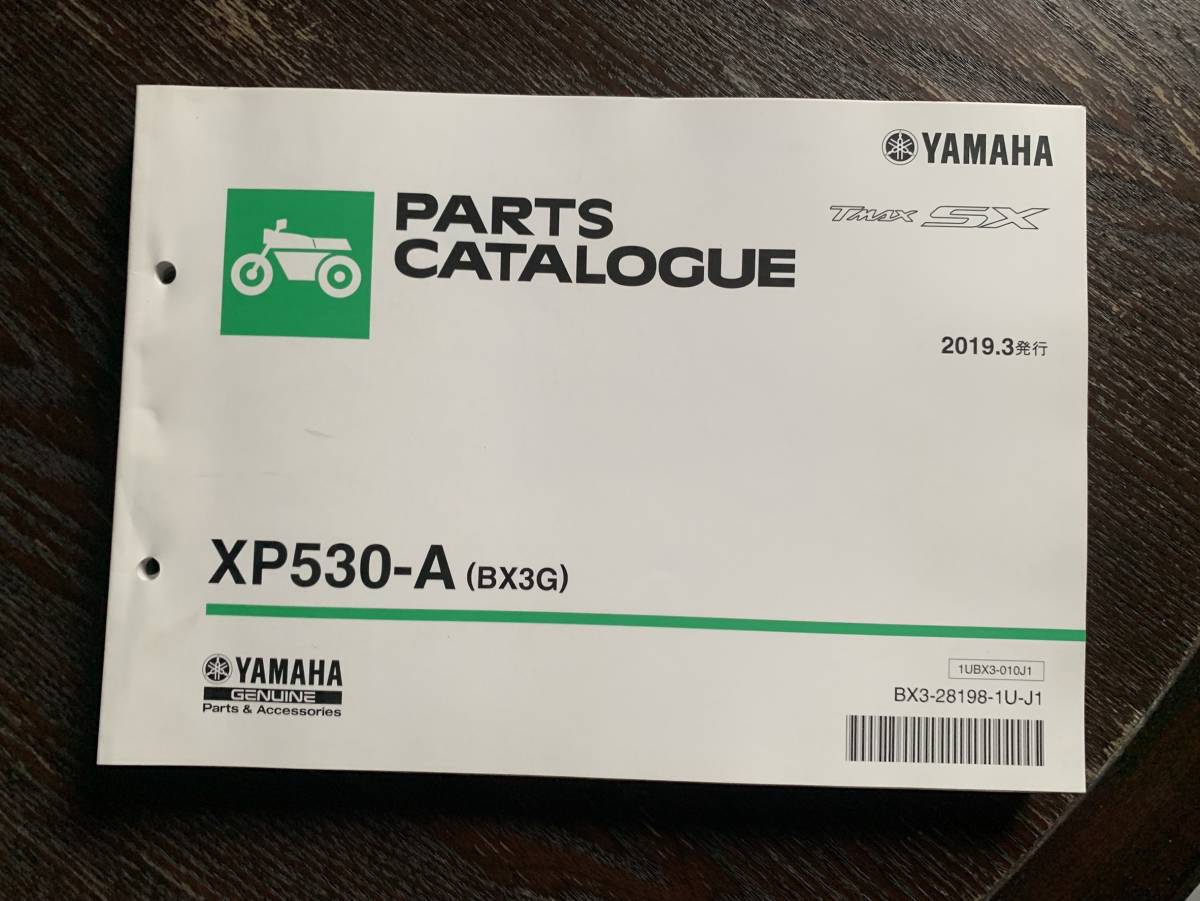 YAMAHA
PARTS
CATALOGUE
TMAX SX
2019.3発行
XP530-A (BX3G)
YAMAHA
GENUINE
Parts & Accessories
1UBX3-010J1
BX3-28198-1U-J1